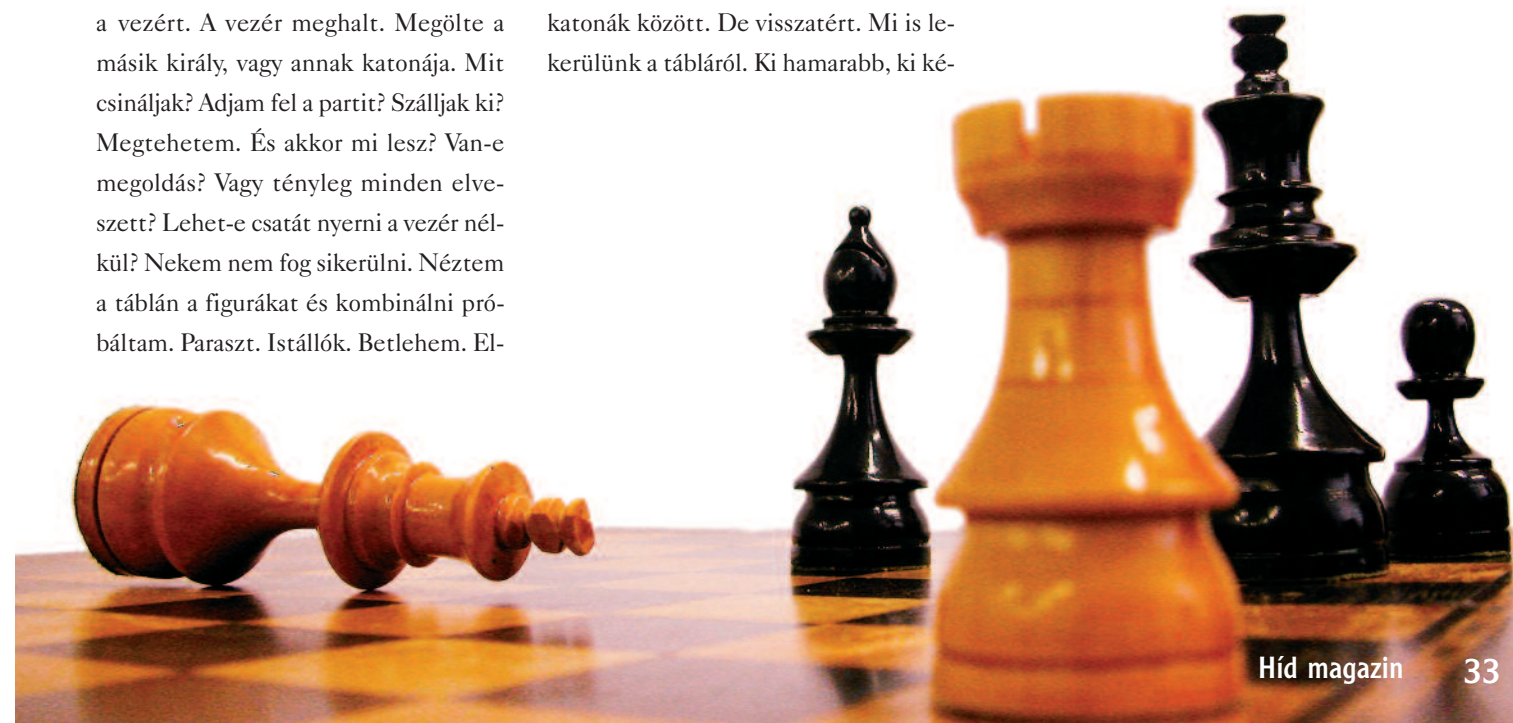 a vezért. A vezér meghalt. Megölte a
másik király, vagy annak katonája. Mit
csináljak? Adjam fel a partit? Szálljak ki?
Megtehetem. És akkor mi lesz? Van-e
megoldás? Vagy tényleg minden elve-
szett? Lehet-e csatát nyerni a vezér nél-
kül? Nekem nem fog sikerülni. Néztem
a táblán a figurákat és kombinálni pró-
báltam. Paraszt. Istállók. Betlehem. El-
katonák között. De visszatért. Mi is le-
kerülünk a tábláról. Ki hamarabb, ki ké-
Híd magazin 33